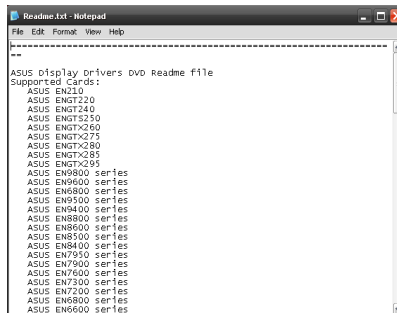 Readme.txt - Notepad
File Edit Format View Help
--------------------------------------------------------------------------------
--
ASUS Display Drivers DVD Readme file
Supported Cards:
ASUS EN210
ASUS ENGT220
ASUS ENGT240
ASUS ENGTS250
ASUS ENGTX260
ASUS ENGTX275
ASUS ENGTX280
ASUS ENGTX285
ASUS ENGTX295
ASUS EN9800 series
ASUS EN9600 series
ASUS EN6800 series
ASUS EN9500 series
ASUS EN9400 series
ASUS EN8800 series
ASUS EN8600 series
ASUS EN8500 series
ASUS EN8400 series
ASUS EN7950 series
ASUS EN7900 series
ASUS EN7600 series
ASUS EN7300 series
ASUS EN7200 series
ASUS EN6800 series
ASUS EN6600 series